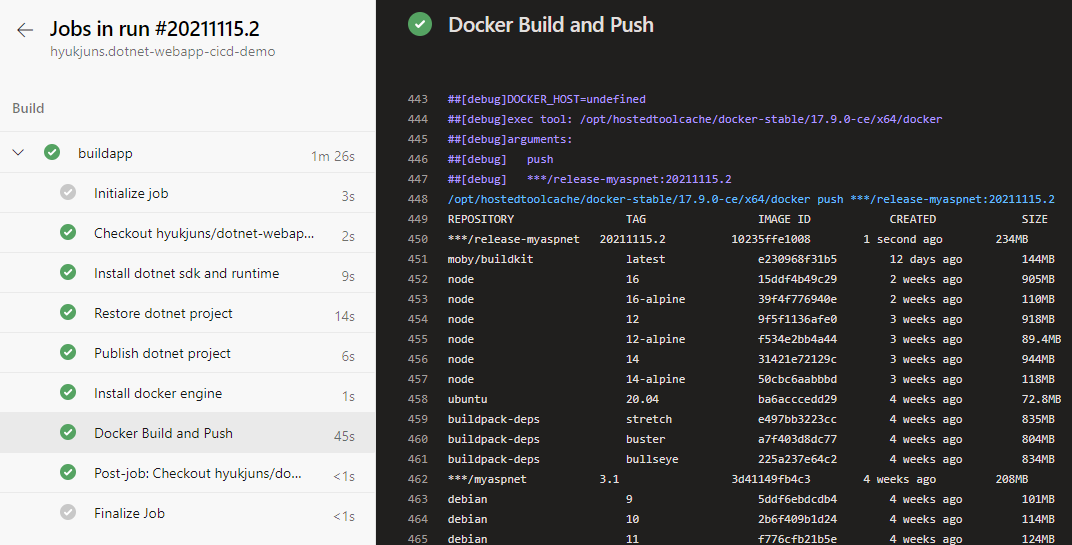 Jobs in run #20211115.2
hyukjuns.dotnet-webapp-cicd-demo
Build
buildapp 1m 26s
Initialize job 3s
Checkout hyukjuns/dotnet-webap... 2s
Install dotnet sdk and runtime 9s
Restore dotnet project 14s
Publish dotnet project 6s
Install docker engine 1s
Docker Build and Push 45s
Post-job: Checkout hyukjuns/do... <1s
Finalize Job <1s
Docker Build and Push
443 ##[debug]DOCKER_HOST=undefined
444 ##[debug]exec tool: /opt/hostedtoolcache/docker-stable/17.9.0-ce/x64/docker
445 ##[debug]arguments:
446 ##[debug]   push
447 ##[debug]   ***/release-myaspnet:20211115.2
448 /opt/hostedtoolcache/docker-stable/17.9.0-ce/x64/docker push ***/release-myaspnet:20211115.2
449 REPOSITORY TAG IMAGE ID CREATED SIZE
450 ***/release-myaspnet 20211115.2 10235ffe1008 1 second ago 234MB
451 moby/buildkit latest e230968f31b5 12 days ago 144MB
452 node 16 15ddf4b49c29 2 weeks ago 905MB
453 node 16-alpine 39f4f776940e 2 weeks ago 110MB
454 node 12 9f5f1136afe0 3 weeks ago 918MB
455 node 12-alpine f534e2bb4a44 3 weeks ago 89.4MB
456 node 14 31421e72129c 3 weeks ago 944MB
457 node 14-alpine 50cbc6aabbbd 3 weeks ago 118MB
458 ubuntu 20.04 ba6acccedd29 4 weeks ago 72.8MB
459 buildpack-deps stretch e497bb3223cc 4 weeks ago 835MB
460 buildpack-deps buster a7f403d8dc77 4 weeks ago 804MB
461 buildpack-deps bullseye 225a237e64c2 4 weeks ago 834MB
462 ***/myaspnet 3.1 3d41149fb4c3 4 weeks ago 208MB
463 debian 9 5ddf6ebdcdb4 4 weeks ago 101MB
464 debian 10 2b6f409b1d24 4 weeks ago 114MB
465 debian 11 f776cfb21b5e 4 weeks ago 124MB